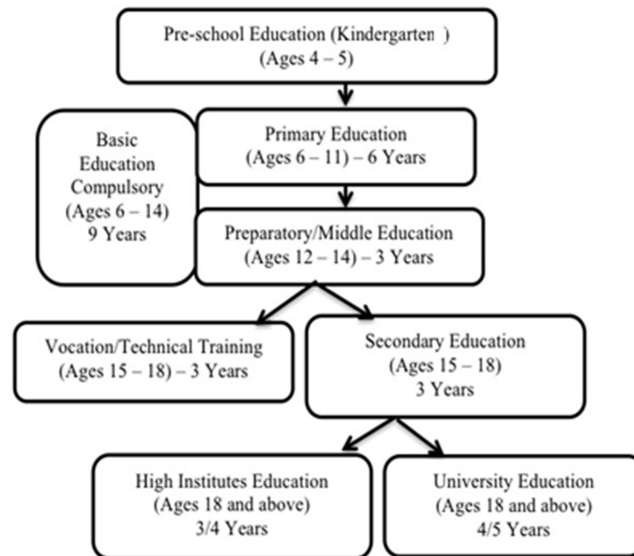 Pre-school Education (Kindergarten )
(Ages 4 – 5)
Basic
Education
Compulsory
(Ages 6 – 14)
9 Years
Primary Education
(Ages 6 – 11) – 6 Years
Preparatory/Middle Education
(Ages 12 – 14) – 3 Years
Vocation/Technical Training
(Ages 15 – 18) – 3 Years
Secondary Education
(Ages 15 – 18)
3 Years
High Institutes Education
(Ages 18 and above)
3/4 Years
University Education
(Ages 18 and above)
4/5 Years